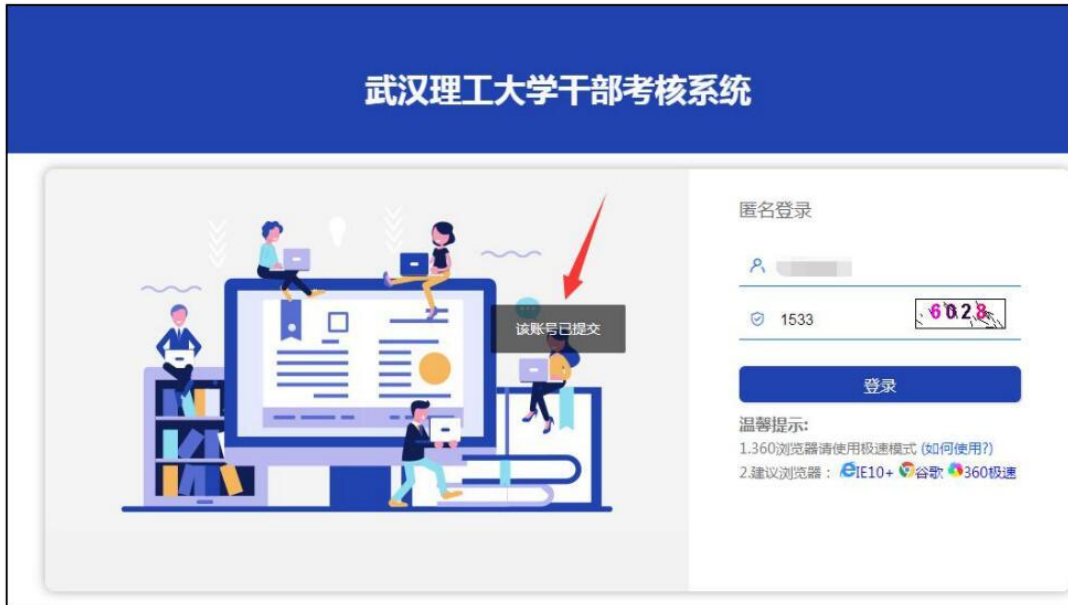 武汉理工大学干部考核系统
匿名登录
该账号已提交
1533
6028
登录
温馨提示:
1.360浏览器请使用极速模式 (如何使用?)
2.建议浏览器： IE10+ 谷歌 360极速